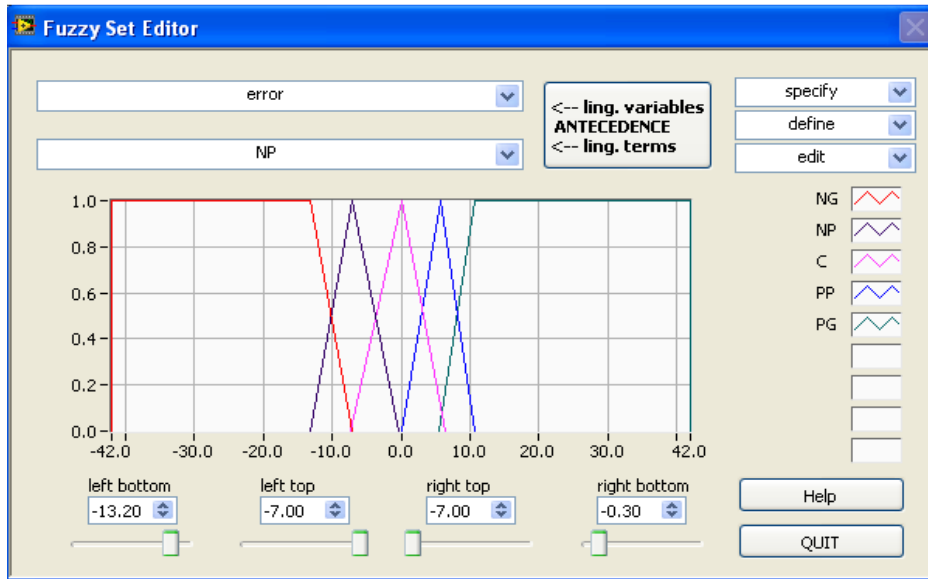 Fuzzy Set Editor
error
<-- ling. variables
ANTECEDENCE
<-- ling. terms
specify
define
NP
edit
NG
NP
C
PP
PG
1.0
0.8
0.6
0.4
0.2
0.0
-42.0 -30.0 -20.0 -10.0 0.0 10.0 20.0 30.0 42.0
left bottom left top right top right bottom
-13.20 -7.00 -7.00 -0.30
Help
QUIT